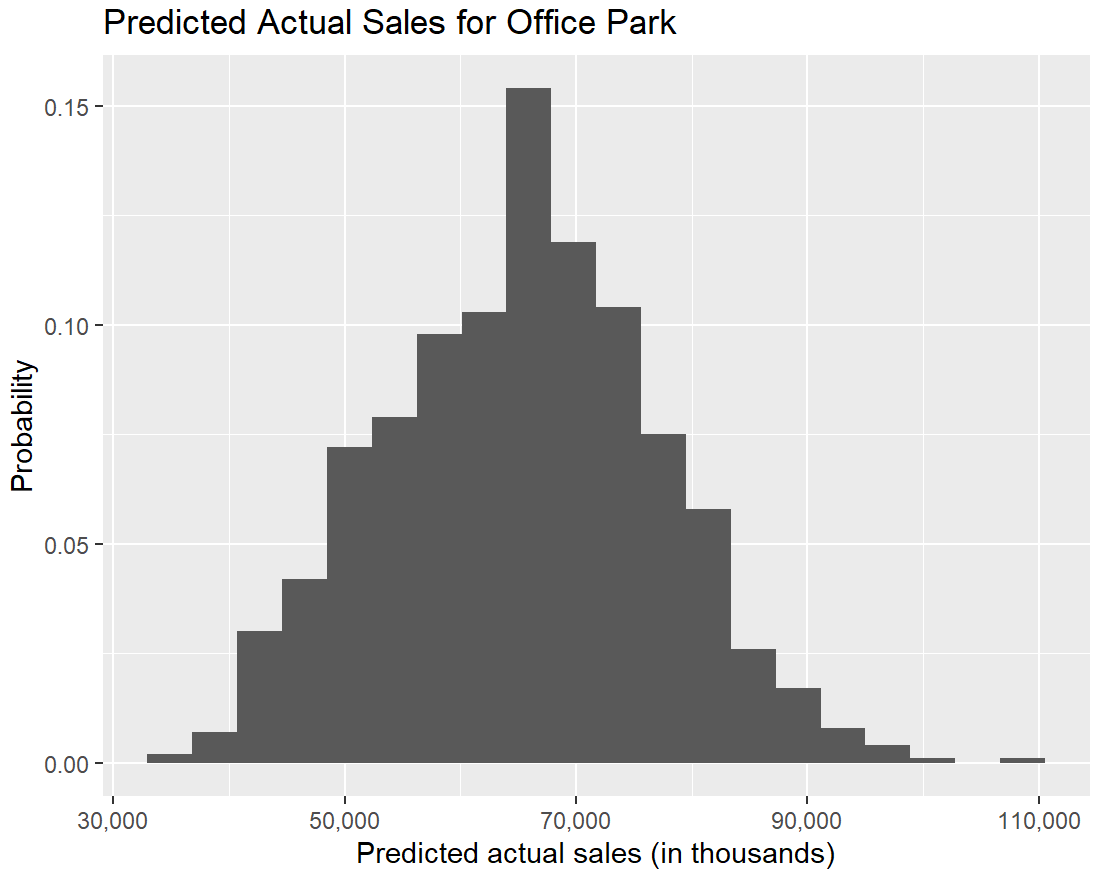 Predicted Actual Sales for Office Park
0.15
0.10
0.05
0.00
Probability
30,000 50,000 70,000 90,000 110,000
Predicted actual sales (in thousands)